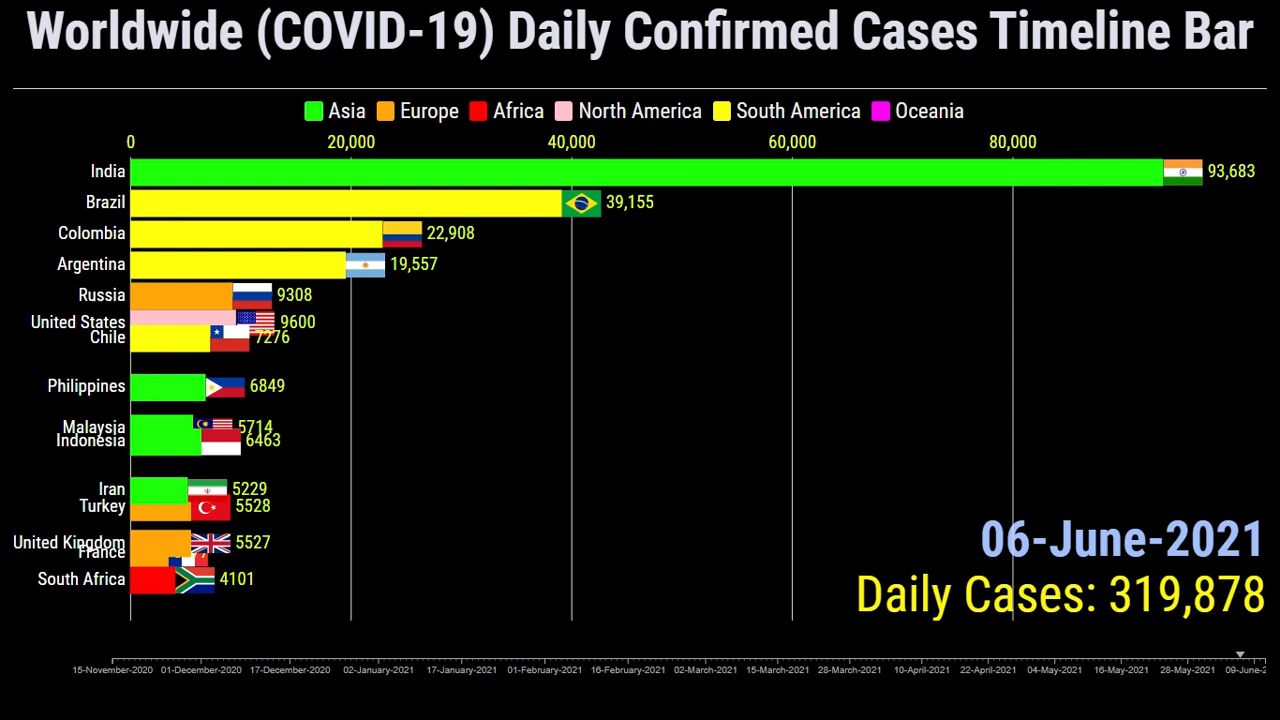 Worldwide (COVID-19) Daily Confirmed Cases Timeline Bar
Asia Europe Africa North America South America Oceania
0 20,000 40,000 60,000 80,000
India 93,683
Brazil 39,155
Colombia 22,908
Argentina 19,557
Russia 9308
United States 9600
Chile 7276
Philippines 6849
Malaysia 5714
Indonesia 6463
Iran 5229
Turkey 5528
United Kingdom 5527
France
South Africa 4101
06-June-2021
Daily Cases: 319,878
15-November-2020 01-December-2020 17-December-2020 02-January-2021 17-January-2021 01-February-2021 16-February-2021 02-March-2021 15-March-2021 28-March-2021 10-April-2021 22-April-2021 04-May-2021 16-May-2021 28-May-2021 09-June-2